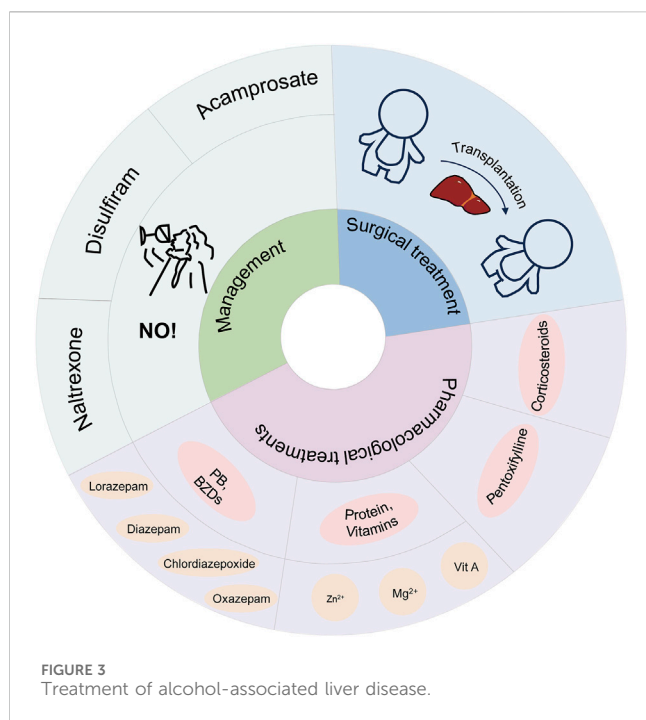 Acamprosate
Disulfiram
Naltrexone
NO!
Management
Transplantation
Surgical treatment
Pharmacological treatments
Corticosteroids
Pentoxifylline
Protein,
Vitamins
PB,
BZDs
Lorazepam
Diazepam
Chlordiazepoxide
Oxazepam
Zn²⁺
Mg²⁺
Vit A
FIGURE 3
Treatment of alcohol-associated liver disease.